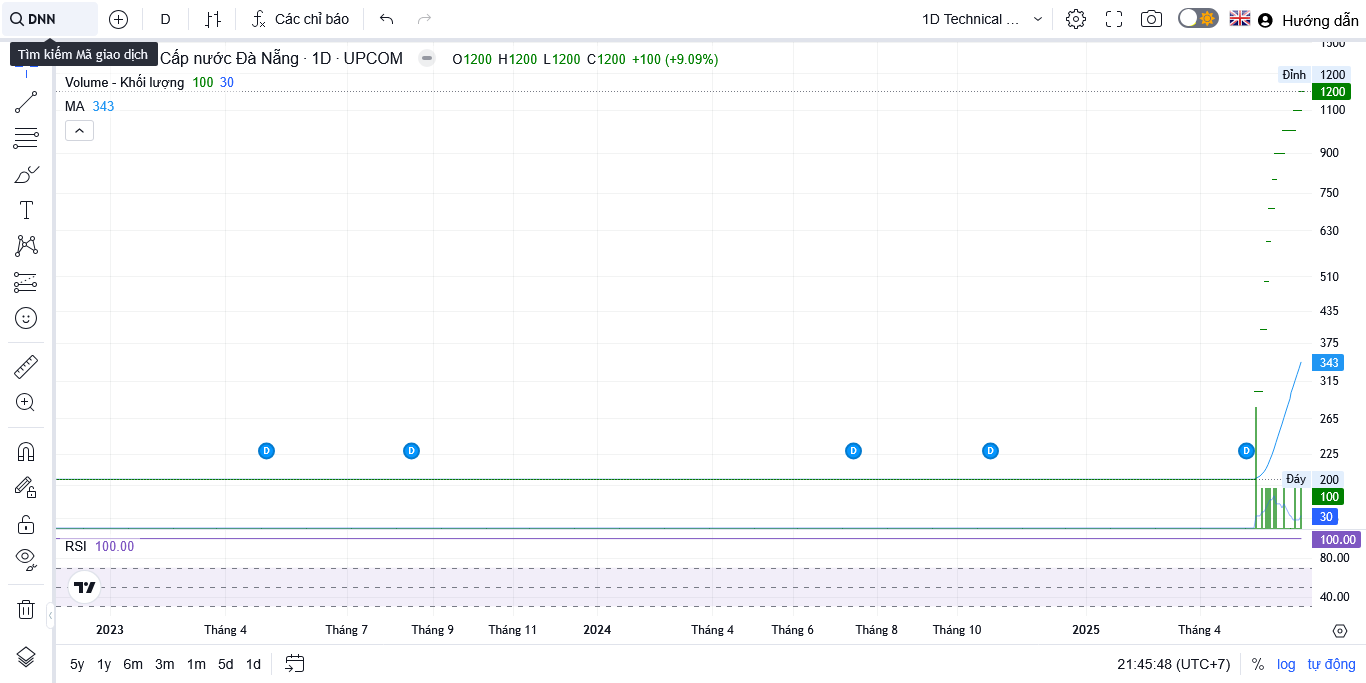 DNN
D
Các chỉ báo
1D Technical ...
Hướng dẫn
Tìm kiếm Mã giao dịch
Cấp nước Đà Nẵng · 1D · UPCOM
O1200 H1200 L1200 C1200 +100 (+9.09%)
Volume - Khối lượng 100 30
MA 343
1500
Đỉnh 1200
1200
1100
900
750
630
510
435
375
343
315
265
D D D D D
225
Đáy 200
100
30
RSI 100.00
100.00
80.00
40.00
2023 Tháng 4 Tháng 7 Tháng 9 Tháng 11 2024 Tháng 4 Tháng 6 Tháng 8 Tháng 10 2025 Tháng 4
5y 1y 6m 3m 1m 5d 1d
21:45:48 (UTC+7) % log tự động